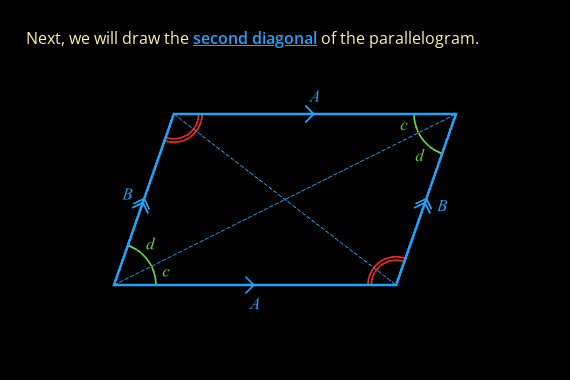 Next, we will draw the second diagonal of the parallelogram.
A
c
d
B
B
d
c
A